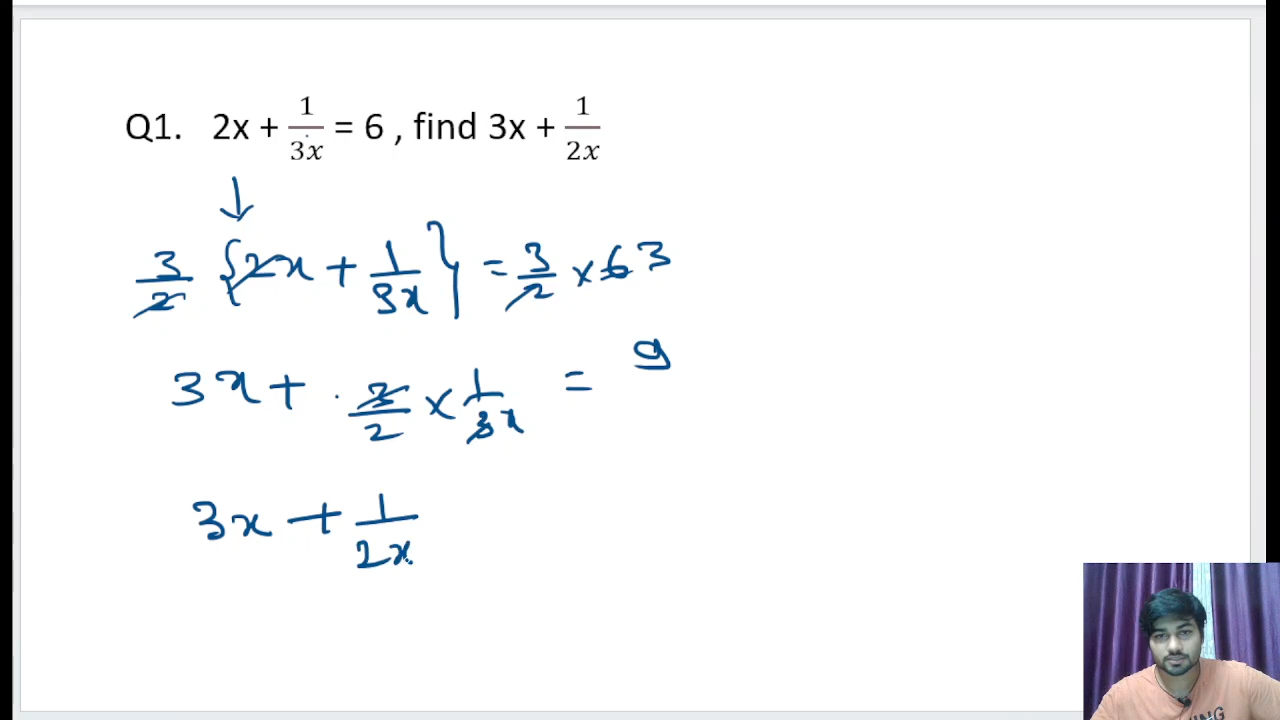 Q1. 2x + 1/3x = 6 , find 3x + 1/2x
↓
3/2 {2x + 1/3x} = 3/2 × 6 3
3x + 3/2 × 1/3x = 9
3x + 1/2x
ING